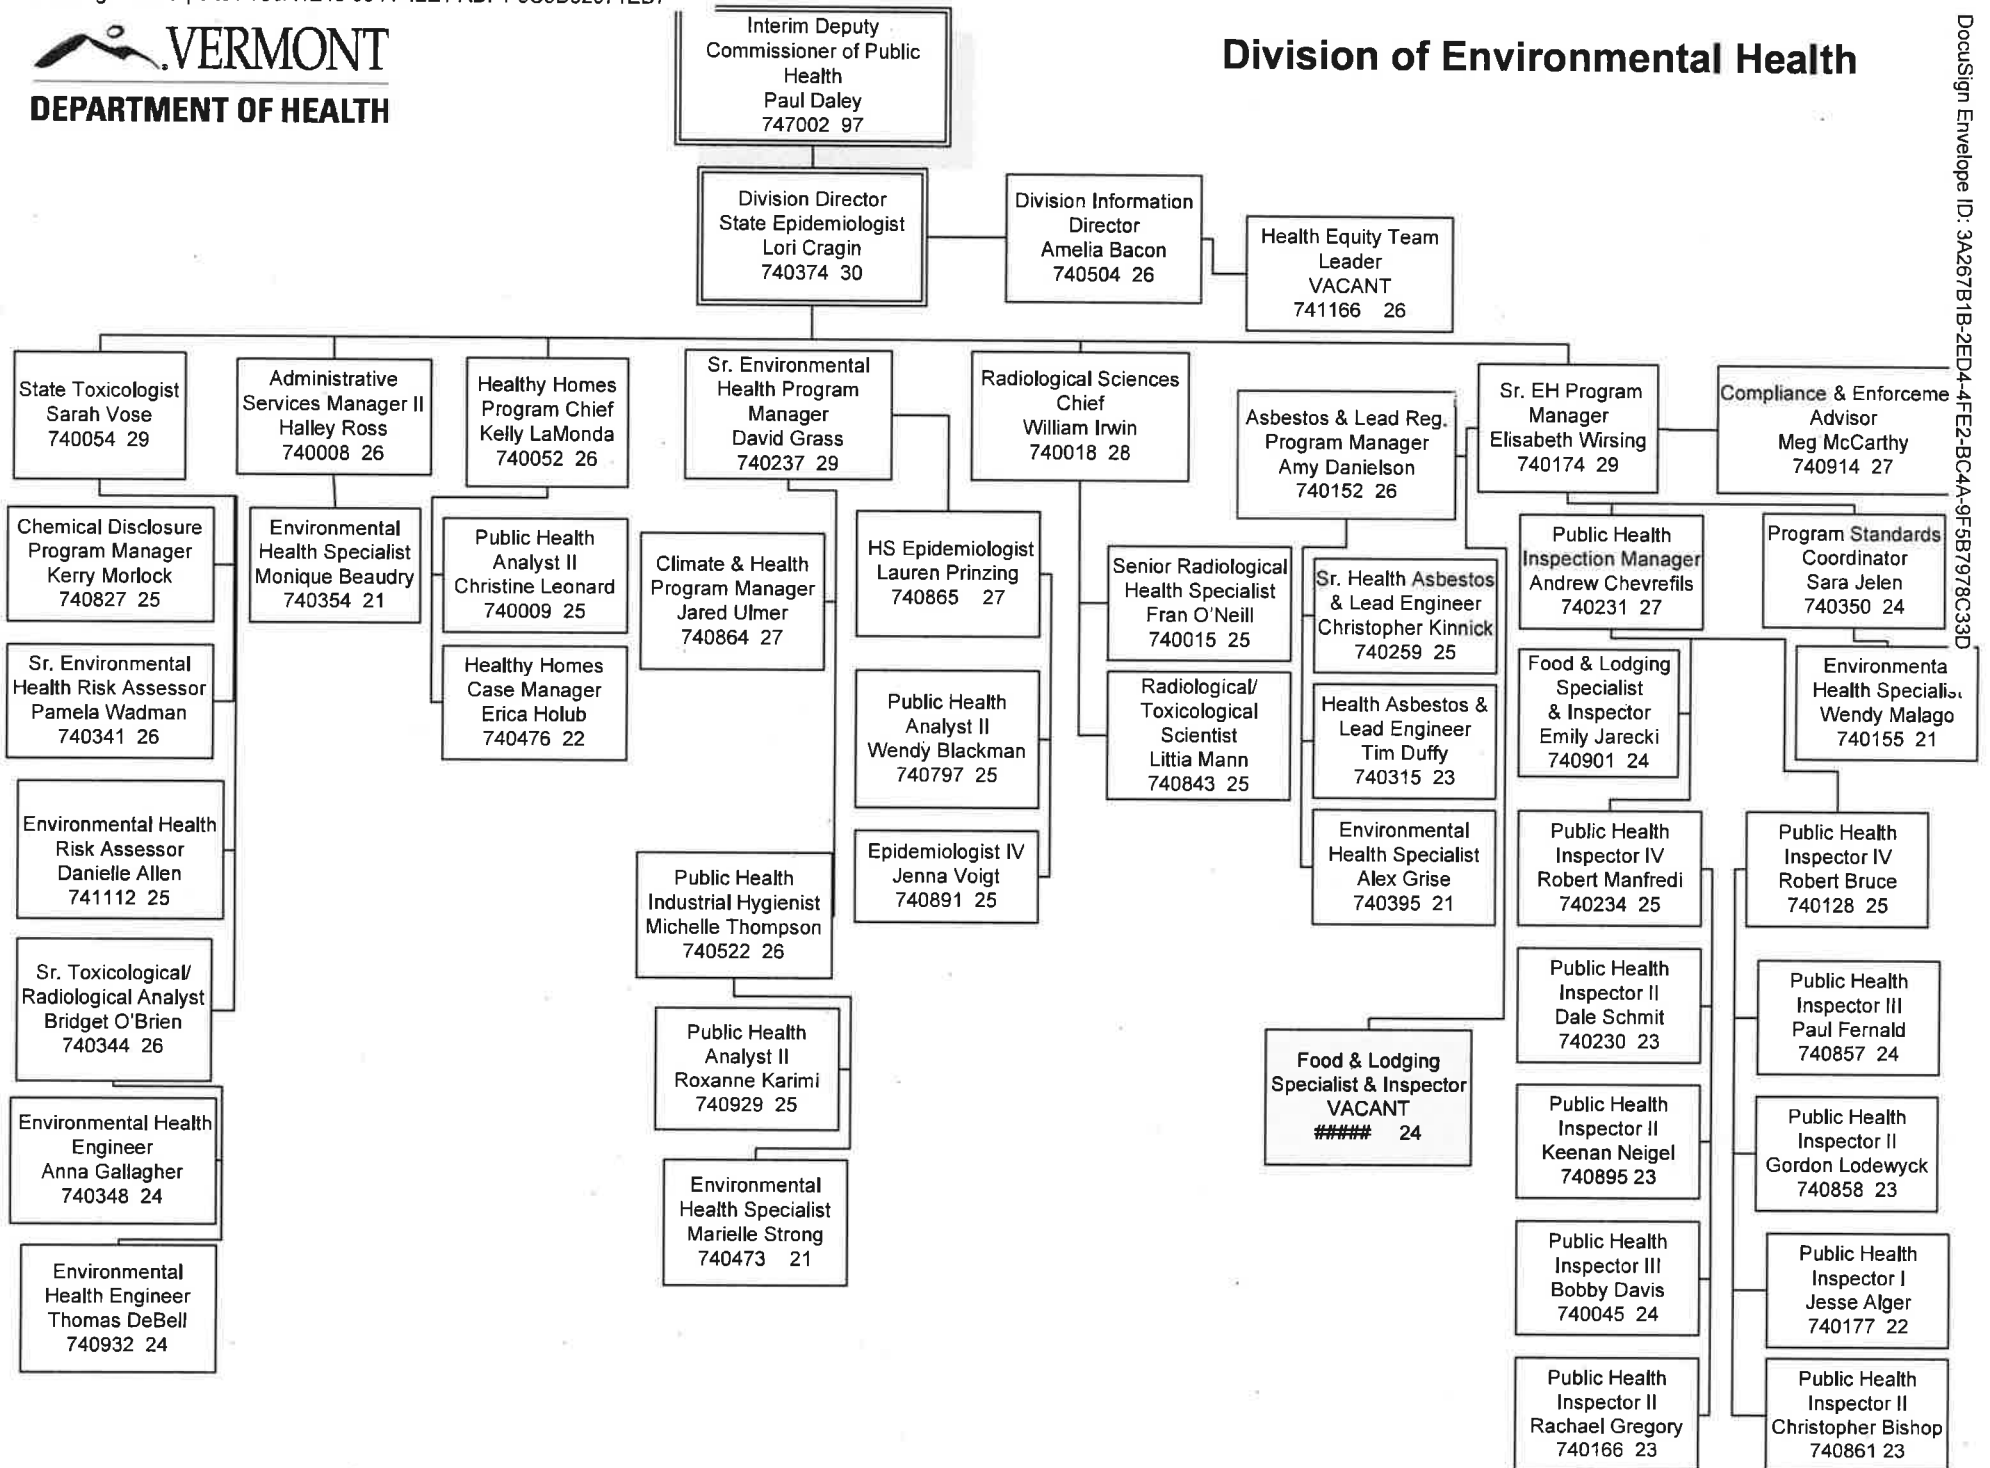 VERMONT
DEPARTMENT OF HEALTH
Division of Environmental Health
DocuSign Envelope ID: 3A267B1B-2ED4-4FE2-BC4A-9F5B7978C33D
Interim Deputy
Commissioner of Public
Health
Paul Daley
747002 97
Division Director
State Epidemiologist
Lori Cragin
740374 30
Division Information
Director
Amelia Bacon
740504 26
Health Equity Team
Leader
VACANT
741166 26
State Toxicologist
Sarah Vose
740054 29
Administrative
Services Manager II
Halley Ross
740008 26
Healthy Homes
Program Chief
Kelly LaMonda
740052 26
Sr. Environmental
Health Program
Manager
David Grass
740237 29
Radiological Sciences
Chief
William Irwin
740018 28
Asbestos & Lead Reg.
Program Manager
Amy Danielson
740152 26
Sr. EH Program
Manager
Elisabeth Wirsing
740174 29
Compliance & Enforceme
Advisor
Meg McCarthy
740914 27
Chemical Disclosure
Program Manager
Kerry Morlock
740827 25
Sr. Environmental
Health Risk Assessor
Pamela Wadman
740341 26
Environmental Health
Risk Assessor
Danielle Allen
741112 25
Sr. Toxicological/
Radiological Analyst
Bridget O'Brien
740344 26
Environmental Health
Engineer
Anna Gallagher
740348 24
Environmental
Health Engineer
Thomas DeBell
740932 24
Environmental
Health Specialist
Monique Beaudry
740354 21
Public Health
Analyst II
Christine Leonard
740009 25
Healthy Homes
Case Manager
Erica Holub
740476 22
Climate & Health
Program Manager
Jared Ulmer
740864 27
Public Health
Industrial Hygienist
Michelle Thompson
740522 26
Public Health
Analyst II
Roxanne Karimi
740929 25
Environmental
Health Specialist
Marielle Strong
740473 21
HS Epidemiologist
Lauren Prinzing
740865 27
Public Health
Analyst II
Wendy Blackman
740797 25
Epidemiologist IV
Jenna Voigt
740891 25
Senior Radiological
Health Specialist
Fran O'Neill
740015 25
Radiological/
Toxicological
Scientist
Littia Mann
740843 25
Sr. Health Asbestos
& Lead Engineer
Christopher Kinnick
740259 25
Health Asbestos &
Lead Engineer
Tim Duffy
740315 23
Environmental
Health Specialist
Alex Grise
740395 21
Food & Lodging
Specialist & Inspector
VACANT
##### 24
Public Health
Inspection Manager
Andrew Chevrefils
740231 27
Program Standards
Coordinator
Sara Jelen
740350 24
Food & Lodging
Specialist
& Inspector
Emily Jarecki
740901 24
Environmenta
Health Specialist
Wendy Malago
740155 21
Public Health
Inspector IV
Robert Manfredi
740234 25
Public Health
Inspector II
Dale Schmit
740230 23
Public Health
Inspector II
Keenan Neigel
740895 23
Public Health
Inspector III
Bobby Davis
740045 24
Public Health
Inspector II
Rachael Gregory
740166 23
Public Health
Inspector IV
Robert Bruce
740128 25
Public Health
Inspector III
Paul Fernald
740857 24
Public Health
Inspector II
Gordon Lodewyck
740858 23
Public Health
Inspector I
Jesse Alger
740177 22
Public Health
Inspector II
Christopher Bishop
740861 23